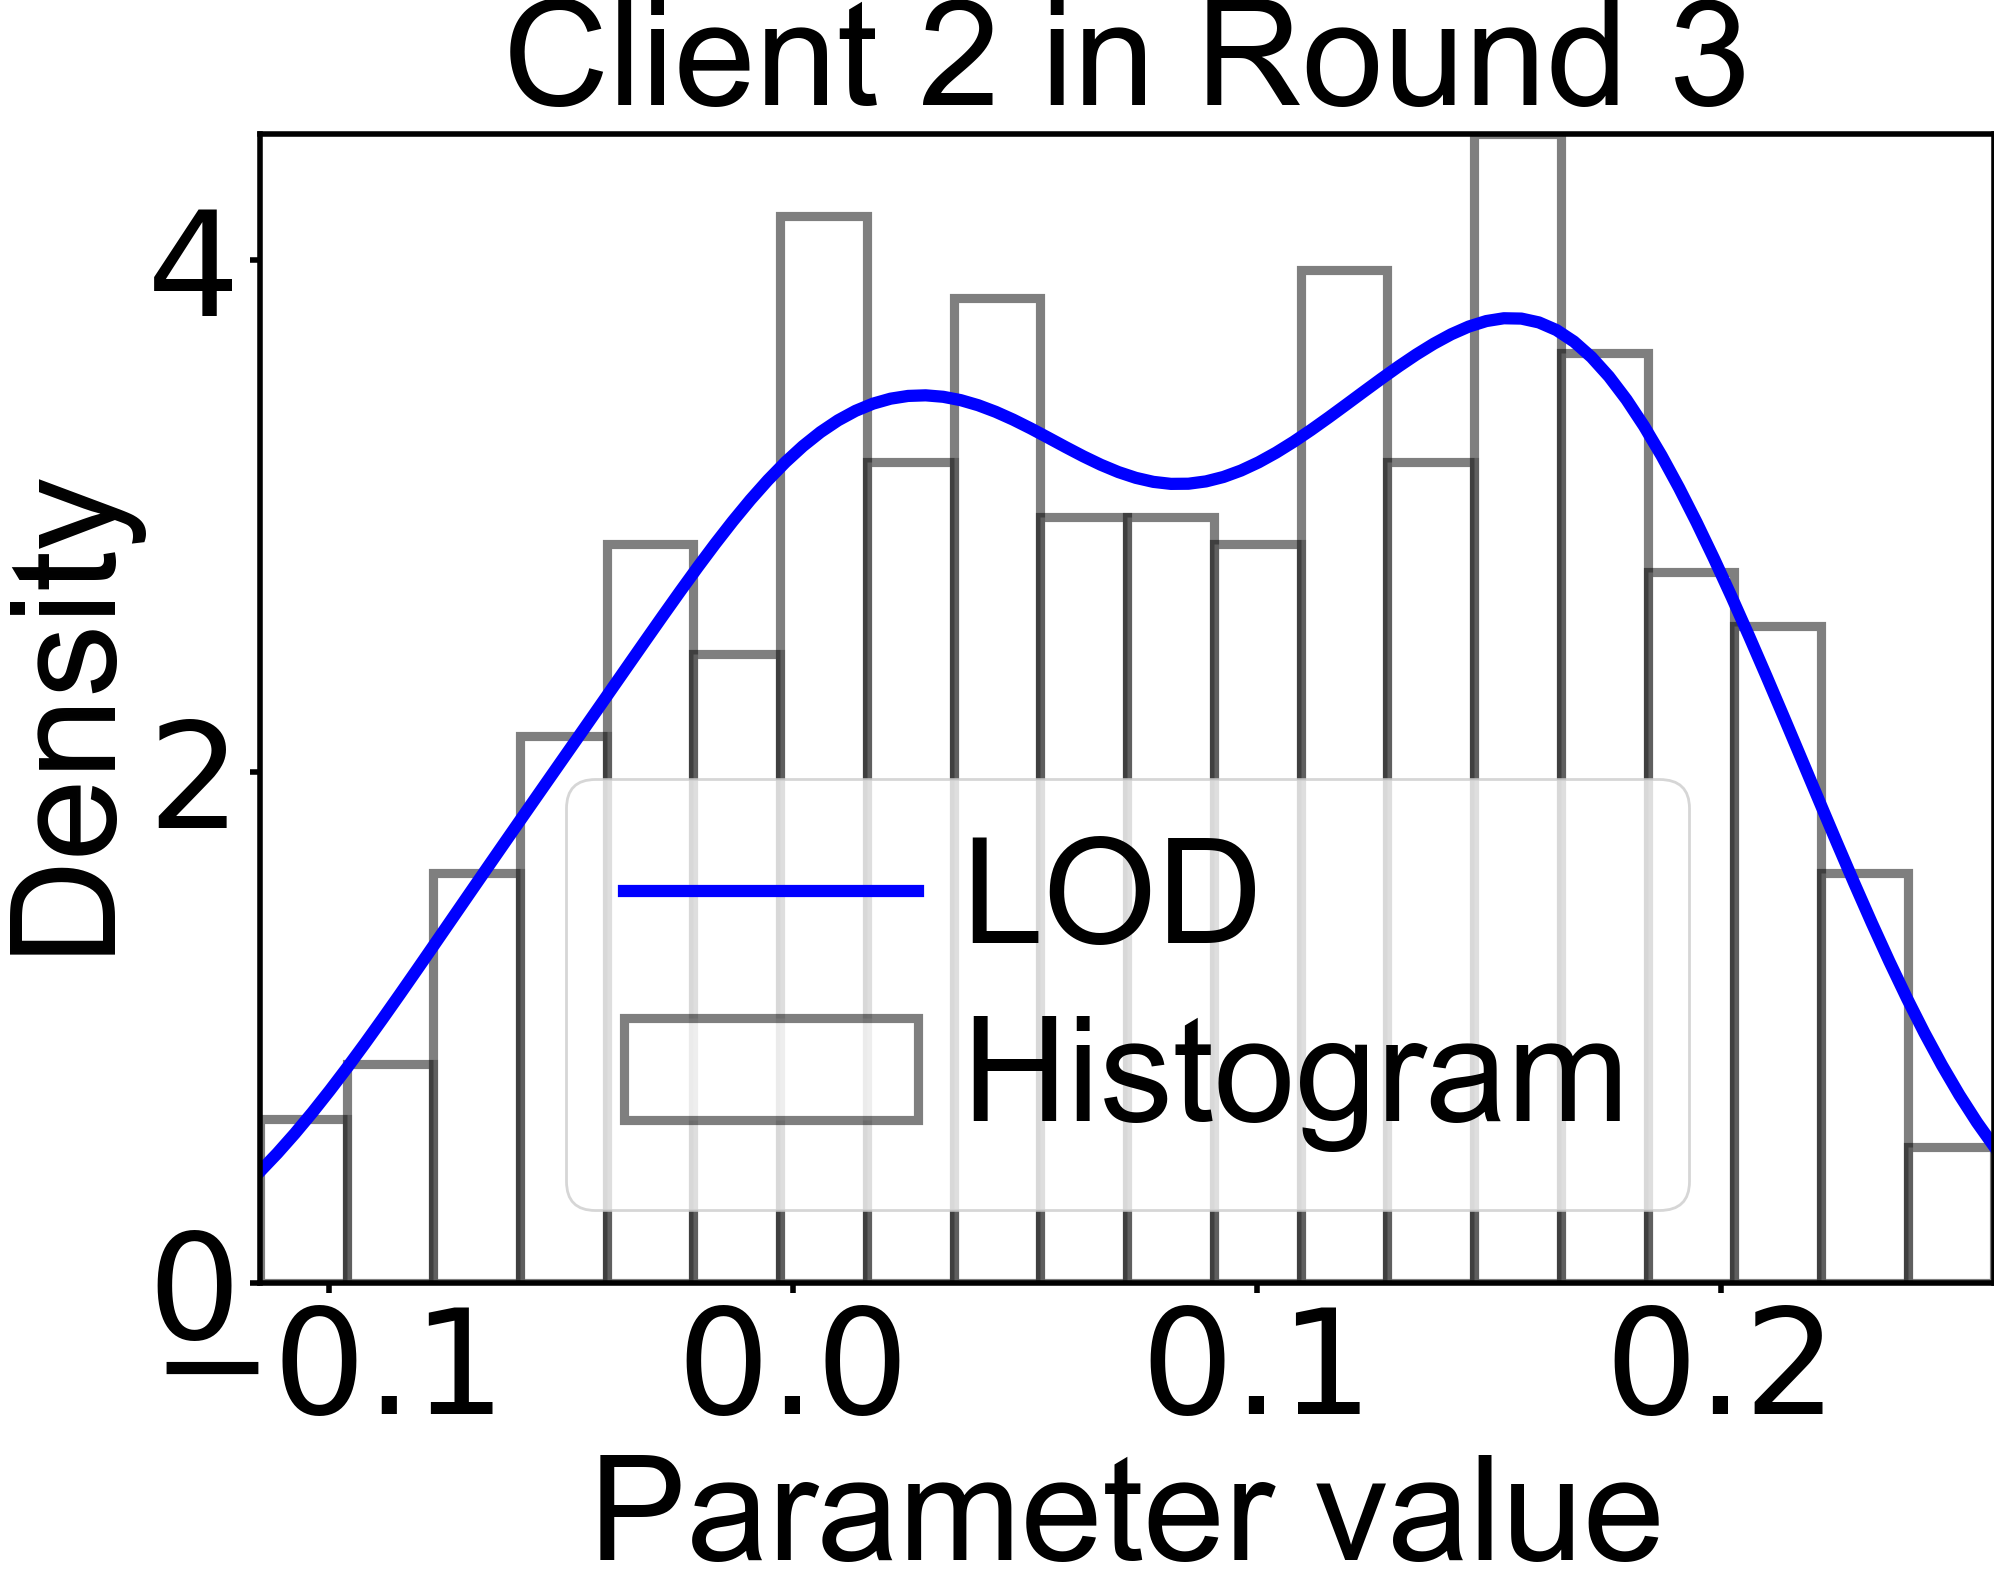 Client 2 in Round 3
Density
4
2
0
LOD
Histogram
−0.1 0.0 0.1 0.2
Parameter value